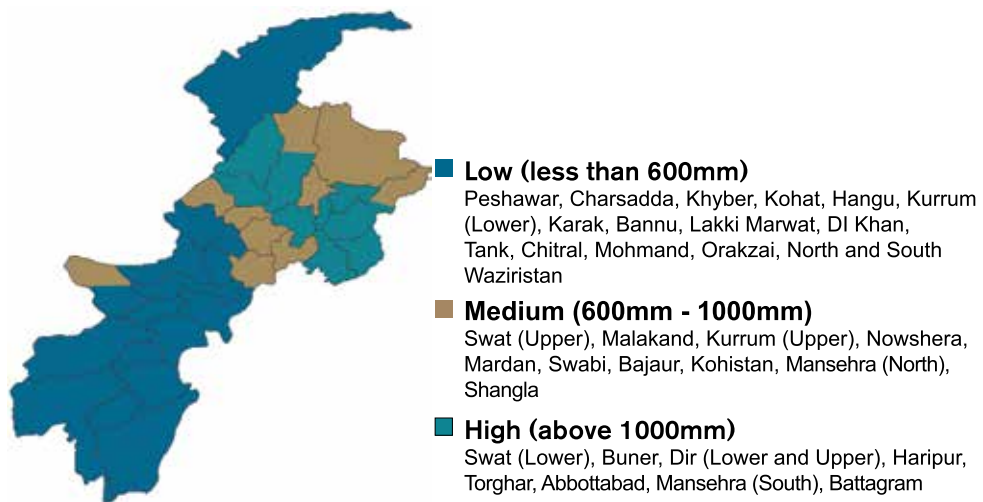 Low (less than 600mm)
Peshawar, Charsadda, Khyber, Kohat, Hangu, Kurrum
(Lower), Karak, Bannu, Lakki Marwat, DI Khan,
Tank, Chitral, Mohmand, Orakzai, North and South
Waziristan
Medium (600mm - 1000mm)
Swat (Upper), Malakand, Kurrum (Upper), Nowshera,
Mardan, Swabi, Bajaur, Kohistan, Mansehra (North),
Shangla
High (above 1000mm)
Swat (Lower), Buner, Dir (Lower and Upper), Haripur,
Torghar, Abbottabad, Mansehra (South), Battagram